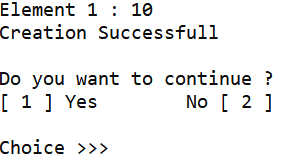 Element 1 : 10
Creation Successfull
Do you want to continue ?
[ 1 ] Yes        No [ 2 ]
Choice >>>